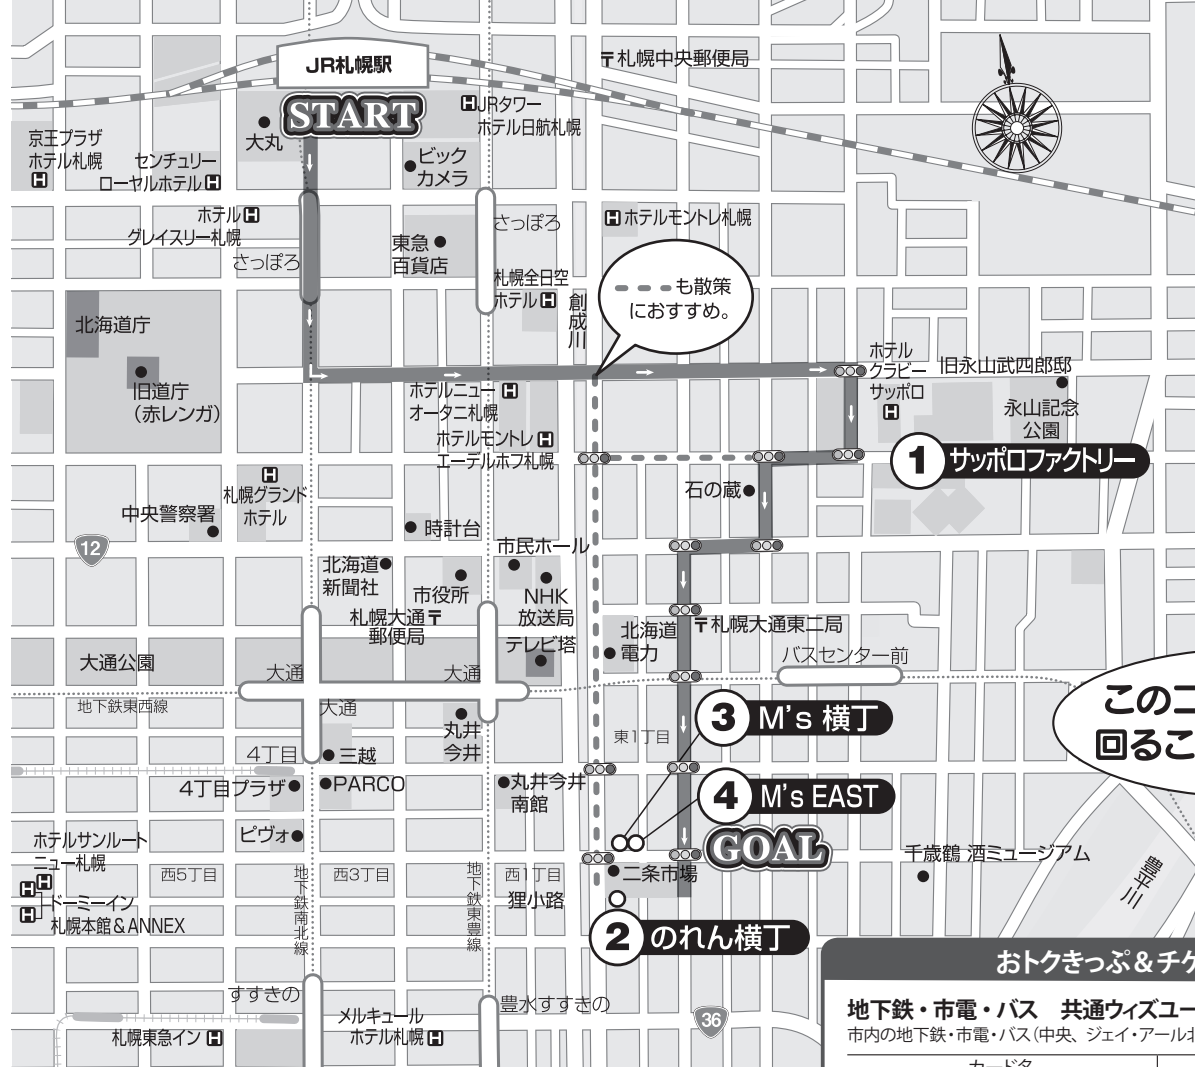 JR札幌駅
〒札幌中央郵便局
START
大丸
JRタワー
ホテル日航札幌
京王プラザ
ホテル札幌
センチュリー
ローヤルホテル
ビック
カメラ
ホテル
グレイスリー札幌
さっぽろ
東急
百貨店
さっぽろ
ホテルモントレ札幌
札幌全日空
ホテル
創成川
も散策
におすすめ。
北海道庁
旧道庁
(赤レンガ)
ホテルニュー
オータニ札幌
ホテルモントレ
エーデルホフ札幌
ホテル
クラビー
サッポロ
旧永山武四郎邸
永山記念
公園
1 サッポロファクトリー
札幌グランド
ホテル
中央警察署
12
時計台
石の蔵
市民ホール
北海道
新聞社
市役所
NHK
放送局
札幌大通〒
郵便局
テレビ塔
北海道
電力
〒札幌大通東二局
バスセンター前
大通公園
大通
大通
大通
地下鉄東西線
丸井
今井
東1丁目
3 M's 横丁
このコ
回るこ
4丁目
三越
4丁目プラザ
PARCO
丸井今井
南館
4 M's EAST
ホテルサンルート
ニュー札幌
ピヴォ
GOAL
千歳鶴 酒ミュージアム
豊平川
西5丁目
西3丁目
西1丁目
二条市場
地下鉄南北線
地下鉄東豊線
狸小路
ドーミーイン
札幌本館&ANNEX
2 のれん横丁
おトクきっぷ&チケ
すすきの
豊水すすきの
メルキュール
ホテル札幌
札幌東急イン
36
地下鉄・市電・バス 共通ウィズユー
市内の地下鉄・市電・バス(中央、ジェイ・アール北